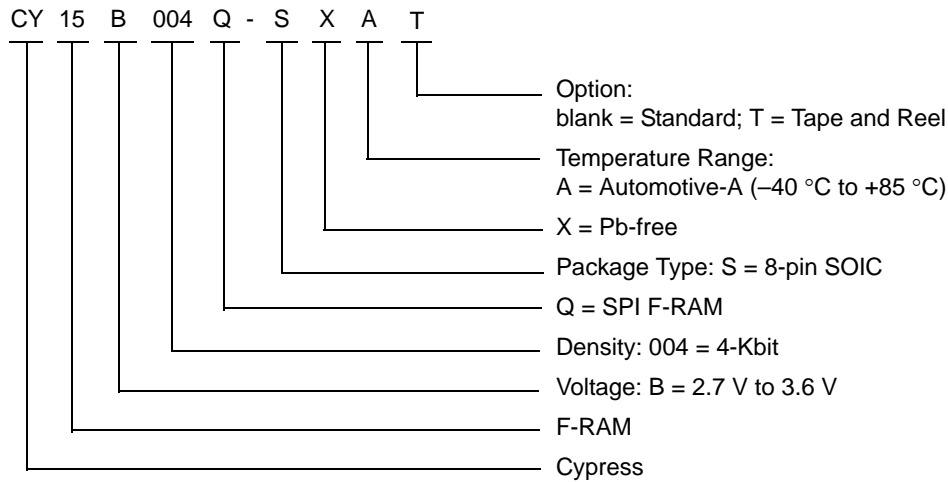 CY 15 B 004 Q - S X A T
Option:
blank = Standard; T = Tape and Reel
Temperature Range:
A = Automotive-A (–40 °C to +85 °C)
X = Pb-free
Package Type: S = 8-pin SOIC
Q = SPI F-RAM
Density: 004 = 4-Kbit
Voltage: B = 2.7 V to 3.6 V
F-RAM
Cypress